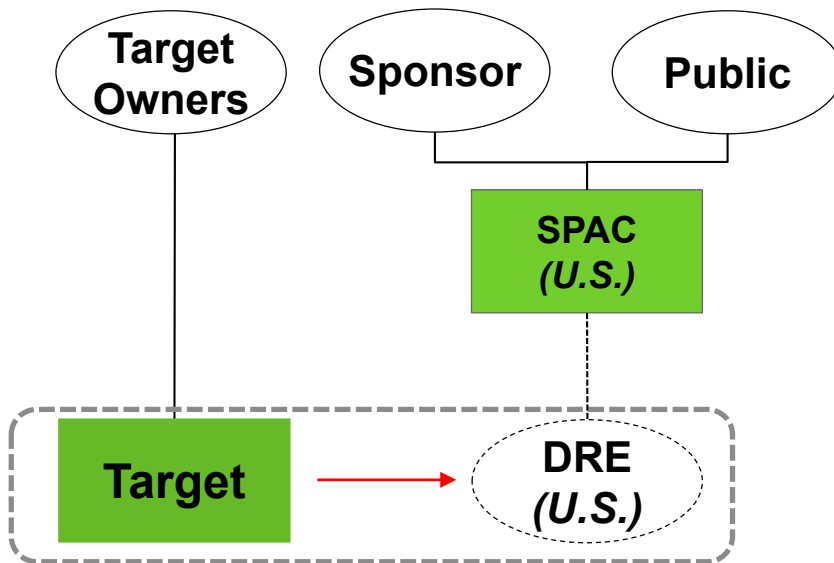 Target
Owners
Sponsor
Public
SPAC
(U.S.)
Target
DRE
(U.S.)